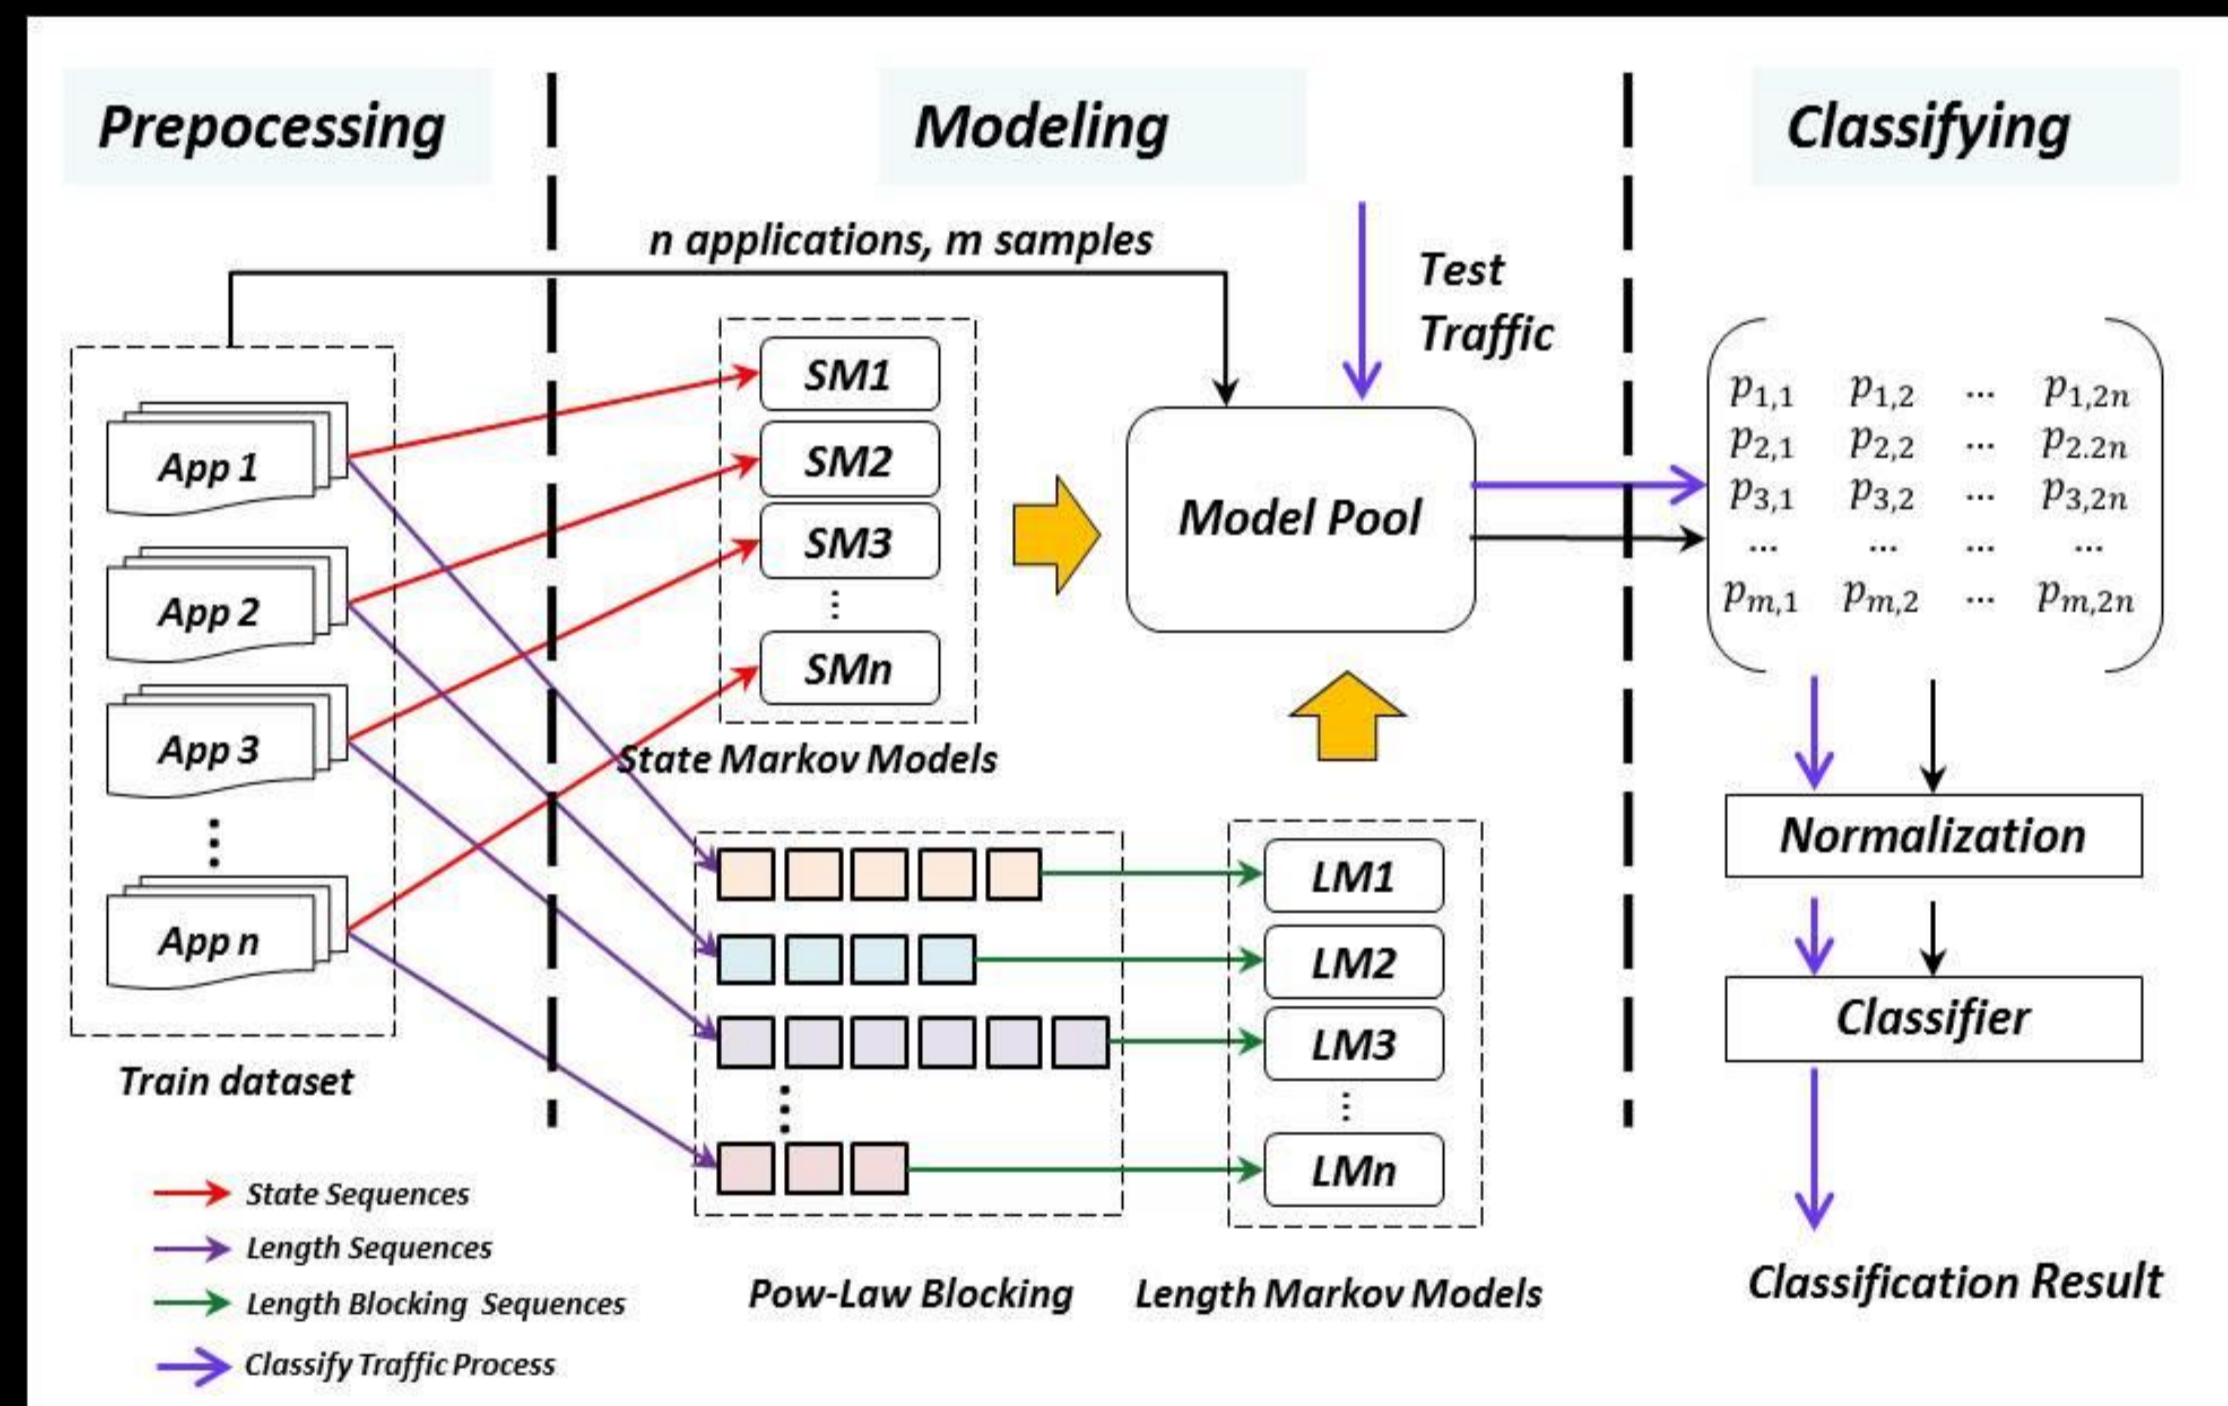 Prepocessing
Modeling
Classifying
n applications, m samples
Test
Traffic
App 1
App 2
App 3
⋮
App n
Train dataset
SM1
SM2
SM3
⋮
SMn
State Markov Models
Model Pool
LM1
LM2
LM3
⋮
LMn
Pow-Law Blocking
Length Markov Models
p1,1 p1,2 ... p1,2n
p2,1 p2,2 ... p2.2n
p3,1 p3,2 ... p3,2n
... ... ... ...
pm,1 pm,2 ... pm,2n
Normalization
Classifier
Classification Result
State Sequences
Length Sequences
Length Blocking Sequences
Classify Traffic Process